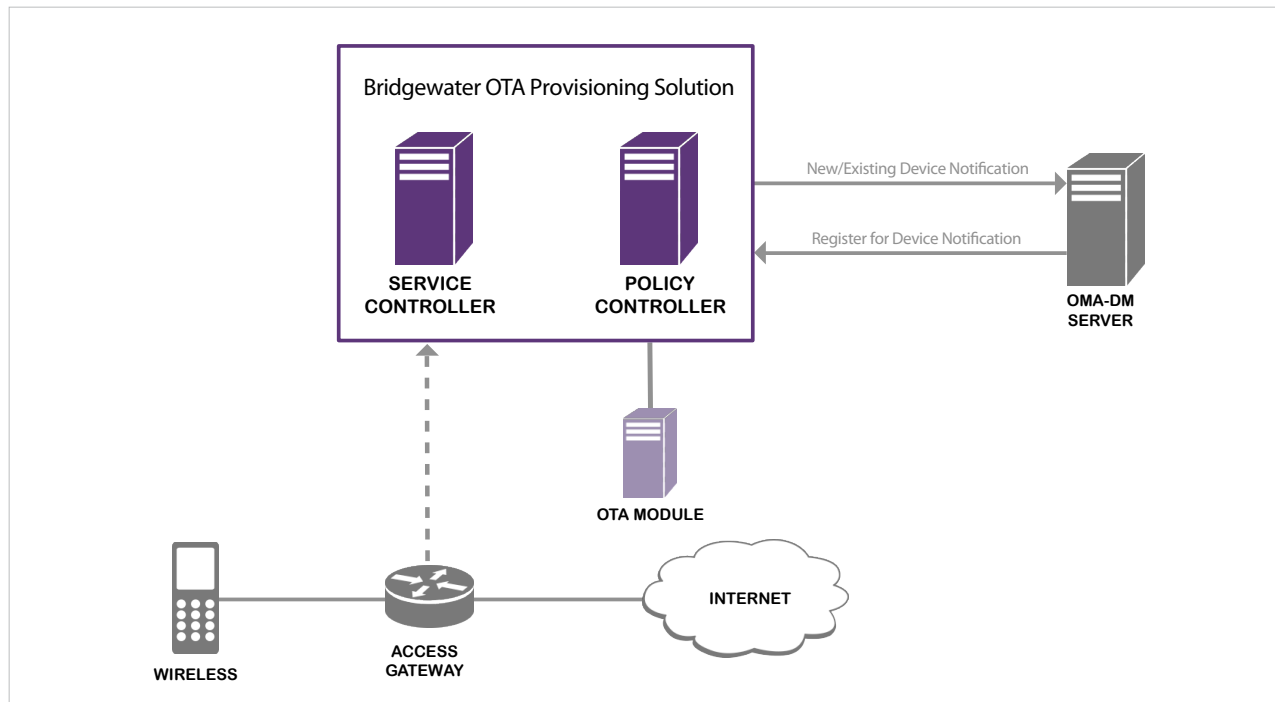 Bridgewater OTA Provisioning Solution
SERVICE
CONTROLLER
POLICY
CONTROLLER
New/Existing Device Notification
Register for Device Notification
OMA-DM
SERVER
OTA MODULE
WIRELESS
ACCESS
GATEWAY
INTERNET